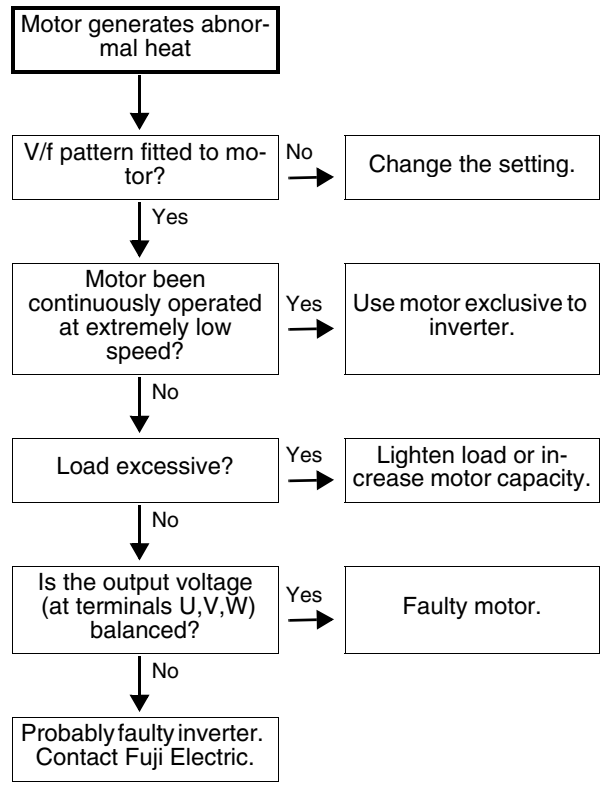 Motor generates abnor-
mal heat
V/f pattern fitted to mo-
tor?
No
Change the setting.
Yes
Motor been
continuously operated
at extremely low
speed?
Yes
Use motor exclusive to
inverter.
No
Load excessive?
Yes
Lighten load or in-
crease motor capacity.
No
Is the output voltage
(at terminals U,V,W)
balanced?
Yes
Faulty motor.
No
Probably faulty inverter.
Contact Fuji Electric.